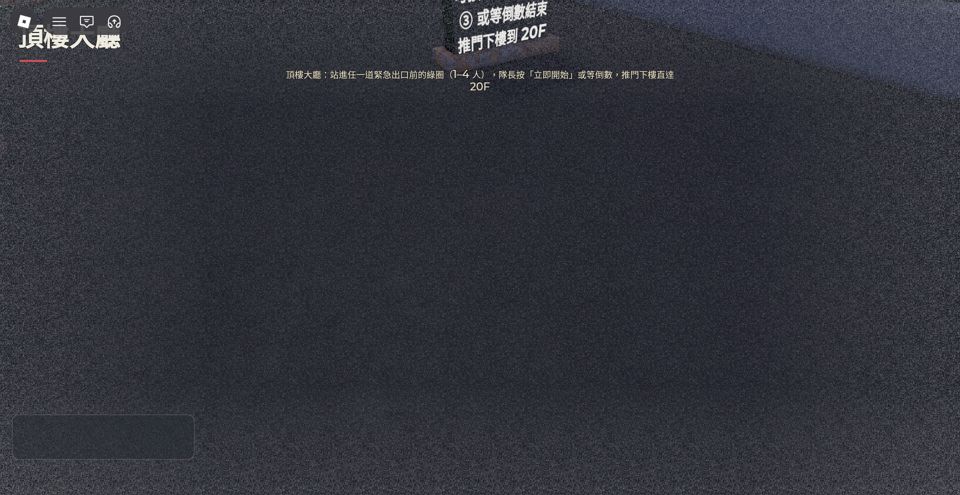 ③ 或等倒數結束
推門下樓到 20F
頂樓大廳
頂樓大廳：站進任一道緊急出口前的綠圈（1–4 人），隊長按「立即開始」或等倒數，推門下樓直達
20F